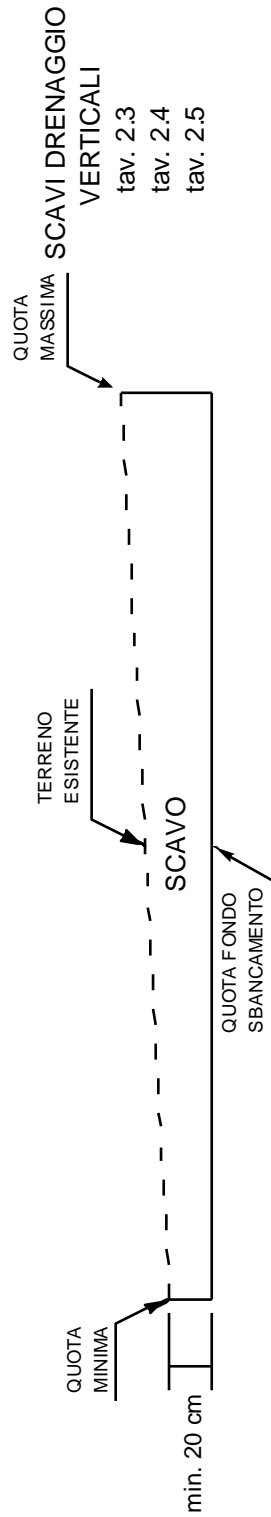 SCAVI DRENAGGIO
VERTICALI
tav. 2.3
tav. 2.4
tav. 2.5
QUOTA
MASSIMA
TERRENO
ESISTENTE
SCAVO
QUOTA FONDO
SBANCAMENTO
QUOTA
MINIMA
min. 20 cm